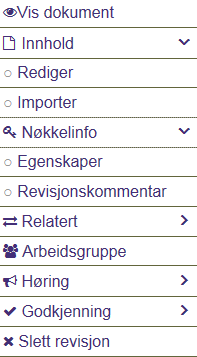 Vis dokument
Innhold
Rediger
Importer
Nøkkelinfo
Egenskaper
Revisjonskommentar
Relatert
Arbeidsgruppe
Høring
Godkjenning
Slett revisjon